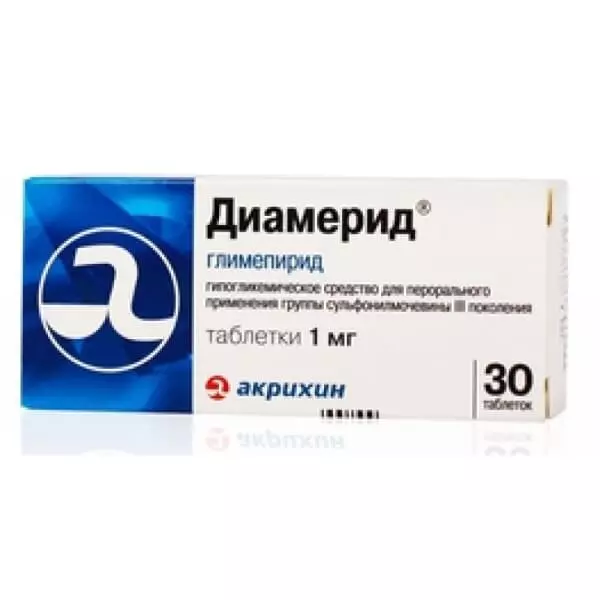 Диамерид®
глимепирид
гипогликемическое средство для перорального
применения группы сульфонилмочевины III поколения
таблетки 1 мг
акрихин
30
таблеток